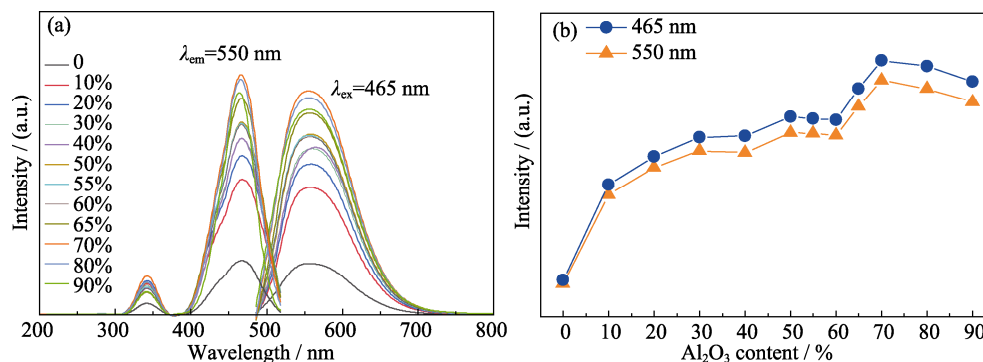 (a)
λem=550 nm
λex=465 nm
0
10%
20%
30%
40%
50%
55%
60%
65%
70%
80%
90%
Intensity / (a.u.)
200 300 400 500 600 700 800
Wavelength / nm
(b)
465 nm
550 nm
Intensity / (a.u.)
0 10 20 30 40 50 60 70 80 90
Al₂O₃ content / %